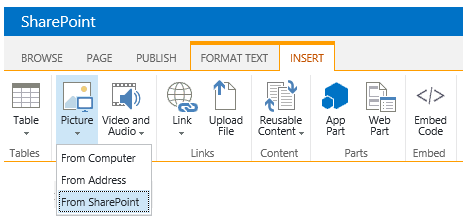 SharePoint
BROWSE PAGE PUBLISH FORMAT TEXT INSERT
Table Picture Video and Audio Link Upload File Reusable Content App Part Web Part Embed Code
Tables Links Content Parts Embed
From Computer
From Address
From SharePoint